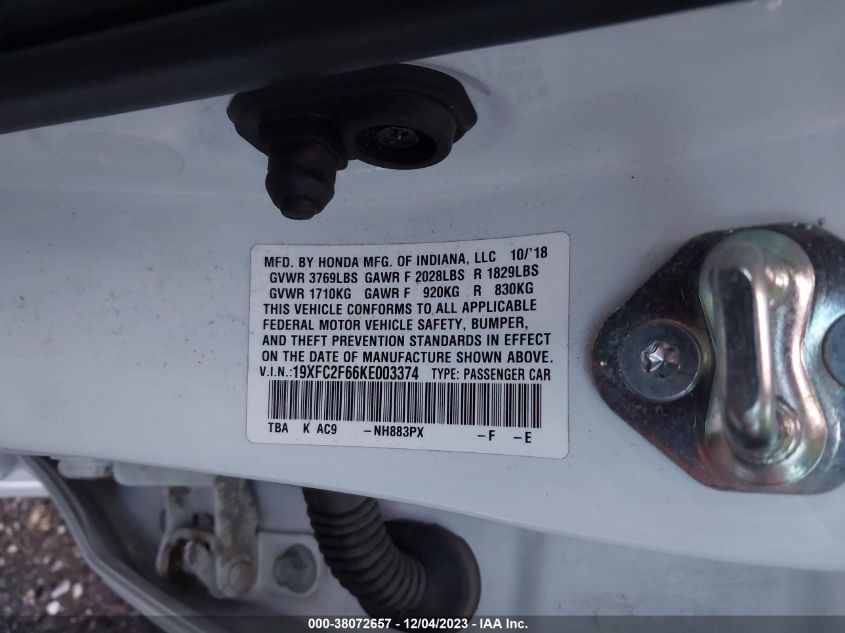 MFD. BY HONDA MFG. OF INDIANA, LLC 10/'18
GVWR 3769LBS GAWR F 2028LBS R 1829LBS
GVWR 1710KG GAWR F 920KG R 830KG
THIS VEHICLE CONFORMS TO ALL APPLICABLE
FEDERAL MOTOR VEHICLE SAFETY, BUMPER,
AND THEFT PREVENTION STANDARDS IN EFFECT
ON THE DATE OF MANUFACTURE SHOWN ABOVE.
V.I.N.:19XFC2F66KE003374 TYPE: PASSENGER CAR
TBA K AC9 -NH883PX -F -E
000-38072657 - 12/04/2023 - IAA Inc.